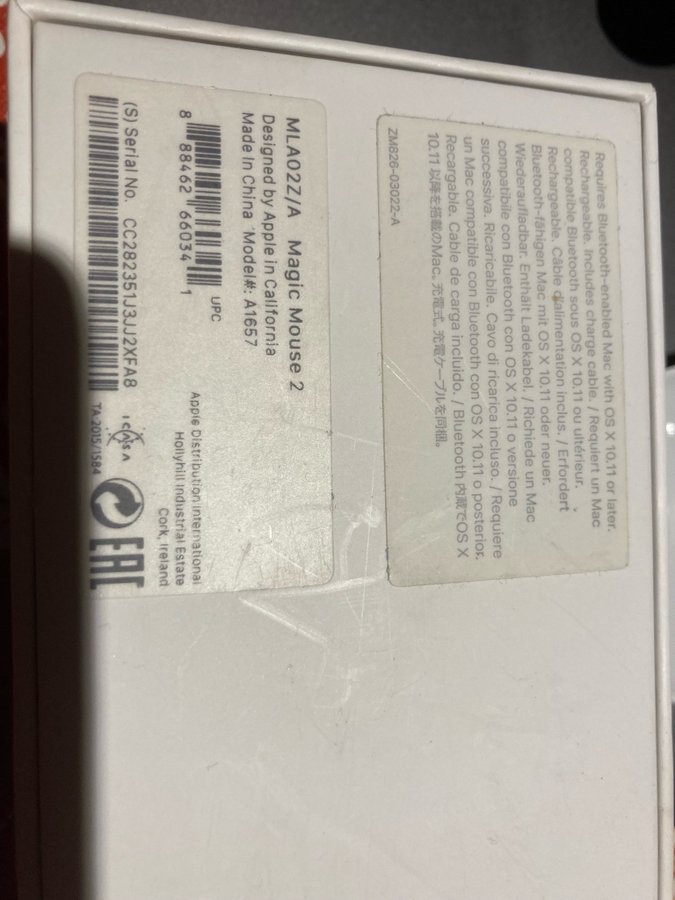 Requires Bluetooth-enabled Mac with OS X 10.11 or later.
Rechargeable. Includes charge cable. / Requiert un Mac
compatible Bluetooth sous OS X 10.11 ou ultérieur.
Rechargeable. Câble d'alimentation inclus. / Erfordert
Bluetooth-fähigen Mac mit OS X 10.11 oder neuer.
Wiederaufladbar. Enthält Ladekabel. / Richiede un Mac
compatibile con Bluetooth con OS X 10.11 o versione
successiva. Ricaricabile. Cavo di ricarica incluso. / Requiere
un Mac compatible con Bluetooth con OS X 10.11 o posterior.
Recargable. Cable de carga incluido. / Bluetooth 内蔵でOS X
10.11 以降を搭載のMac。充電式。充電ケーブルを同梱。
ZM826-03022-A
MLA02Z/A Magic Mouse 2
Designed by Apple in California
Made in China Model#: A1657
UPC
8 88462 66034 1
(S) Serial No. CC282351J3JJ2XFA8
Apple Distribution International
Hollyhill Industrial Estate
Cork, Ireland
ICASA
TA 2015/1584
EAC